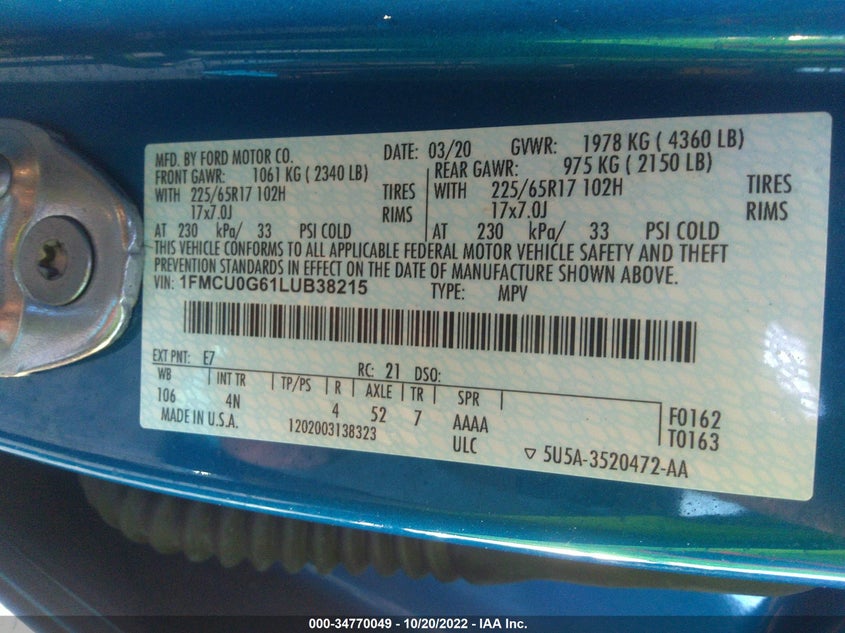 MFD. BY FORD MOTOR CO. DATE: 03/20 GVWR: 1978 KG ( 4360 LB)
FRONT GAWR: 1061 KG ( 2340 LB) REAR GAWR: 975 KG ( 2150 LB)
WITH 225/65R17 102H TIRES WITH 225/65R17 102H TIRES
17x7.0J RIMS 17x7.0J RIMS
AT 230 kPa/ 33 PSI COLD AT 230 kPa/ 33 PSI COLD
THIS VEHICLE CONFORMS TO ALL APPLICABLE FEDERAL MOTOR VEHICLE SAFETY AND THEFT
PREVENTION STANDARDS IN EFFECT ON THE DATE OF MANUFACTURE SHOWN ABOVE.
VIN: 1FMCU0G61LUB38215 TYPE: MPV
EXT PNT: E7 RC: 21 DSO:
WB INT TR TP/PS R AXLE TR SPR
106 4N 4 52 7 AAAA F0162
MADE IN U.S.A. 1202003138323 ULC T0163
▽ 5U5A-3520472-AA
000-34770049 - 10/20/2022 - IAA Inc.